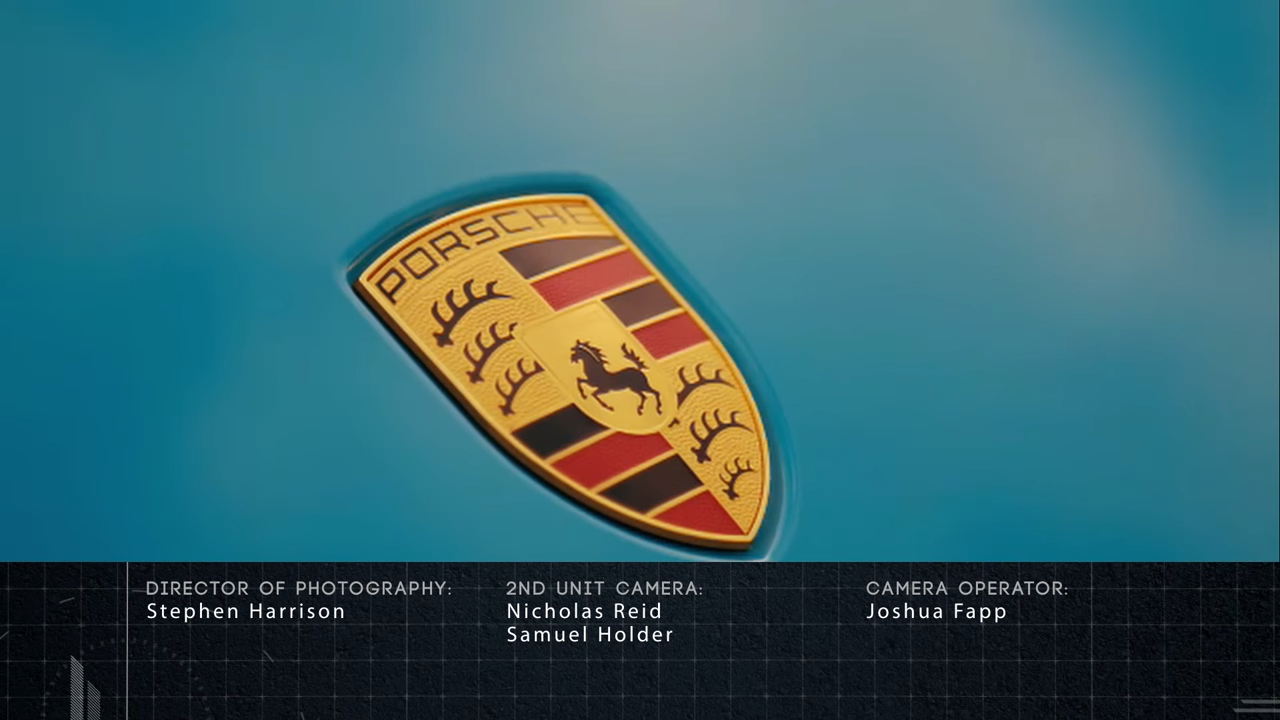 PORSCHE
DIRECTOR OF PHOTOGRAPHY:
Stephen Harrison
2ND UNIT CAMERA:
Nicholas Reid
Samuel Holder
CAMERA OPERATOR:
Joshua Fapp